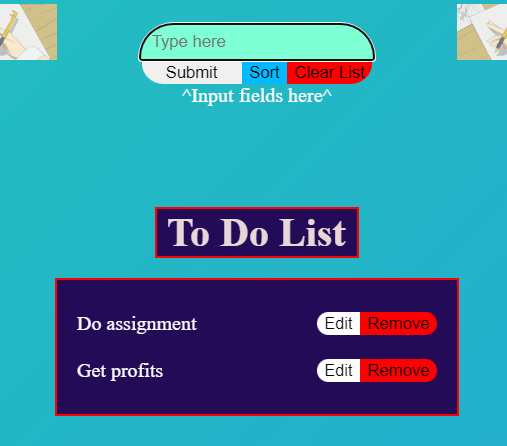 Type here
Submit Sort Clear List
^Input fields here^
To Do List
Do assignment Edit Remove
Get profits Edit Remove